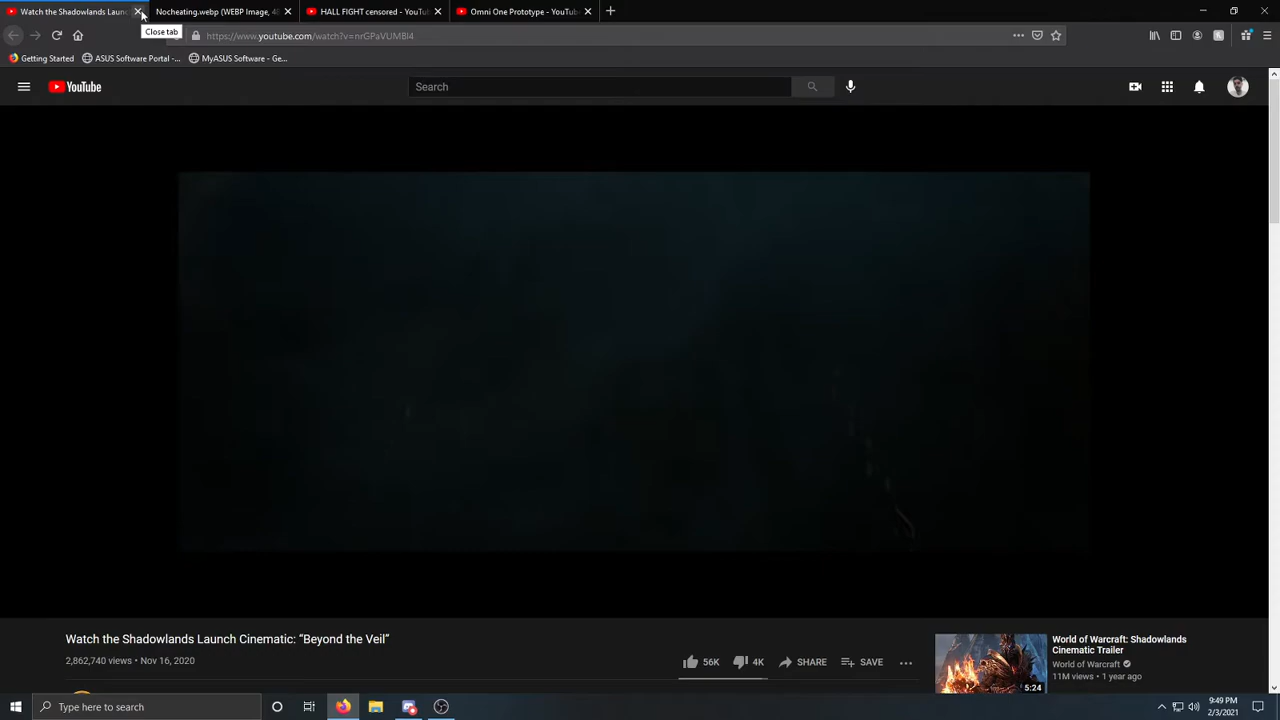 Watch the Shadowlands Laun
Nocheating.webp (WEBP Image, 4
HALL FIGHT censored - YouTu
Omni One Prototype - YouTub
Close tab
https://www.youtube.com/watch?v=nrGPaVUM8I4
Getting Started
ASUS Software Portal -...
MyASUS Software - Ge...
YouTube
Search
Watch the Shadowlands Launch Cinematic: “Beyond the Veil”
2,862,740 views • Nov 16, 2020
56K
4K
SHARE
SAVE
5:24
World of Warcraft: Shadowlands
Cinematic Trailer
World of Warcraft
11M views • 1 year ago
Type here to search
9:49 PM
2/3/2021